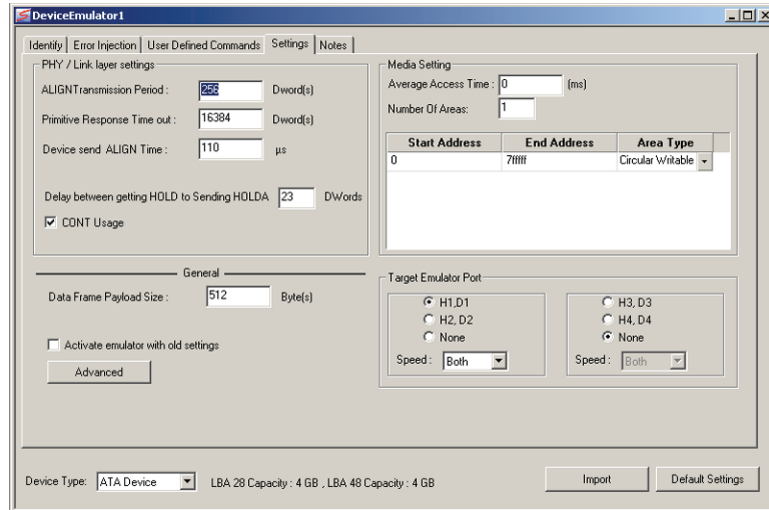 DeviceEmulator1
Identify Error Injection User Defined Commands Settings Notes
PHY / Link layer settings
ALIGNTransmission Period : 256 Dword(s)
Primitive Response Time out : 16384 Dword(s)
Device send ALIGN Time : 110 µs
Delay between getting HOLD to Sending HOLDA 23 DWords
CONT Usage
General
Data Frame Payload Size : 512 Byte(s)
Activate emulator with old settings
Advanced
Media Setting
Average Access Time : 0 (ms)
Number Of Areas: 1
Start Address End Address Area Type
0 7fffff Circular Writable
Target Emulator Port
H1,D1
H2, D2
None
Speed : Both
H3, D3
H4, D4
None
Speed : Both
Device Type: ATA Device LBA 28 Capacity : 4 GB , LBA 48 Capacity : 4 GB
Import Default Settings